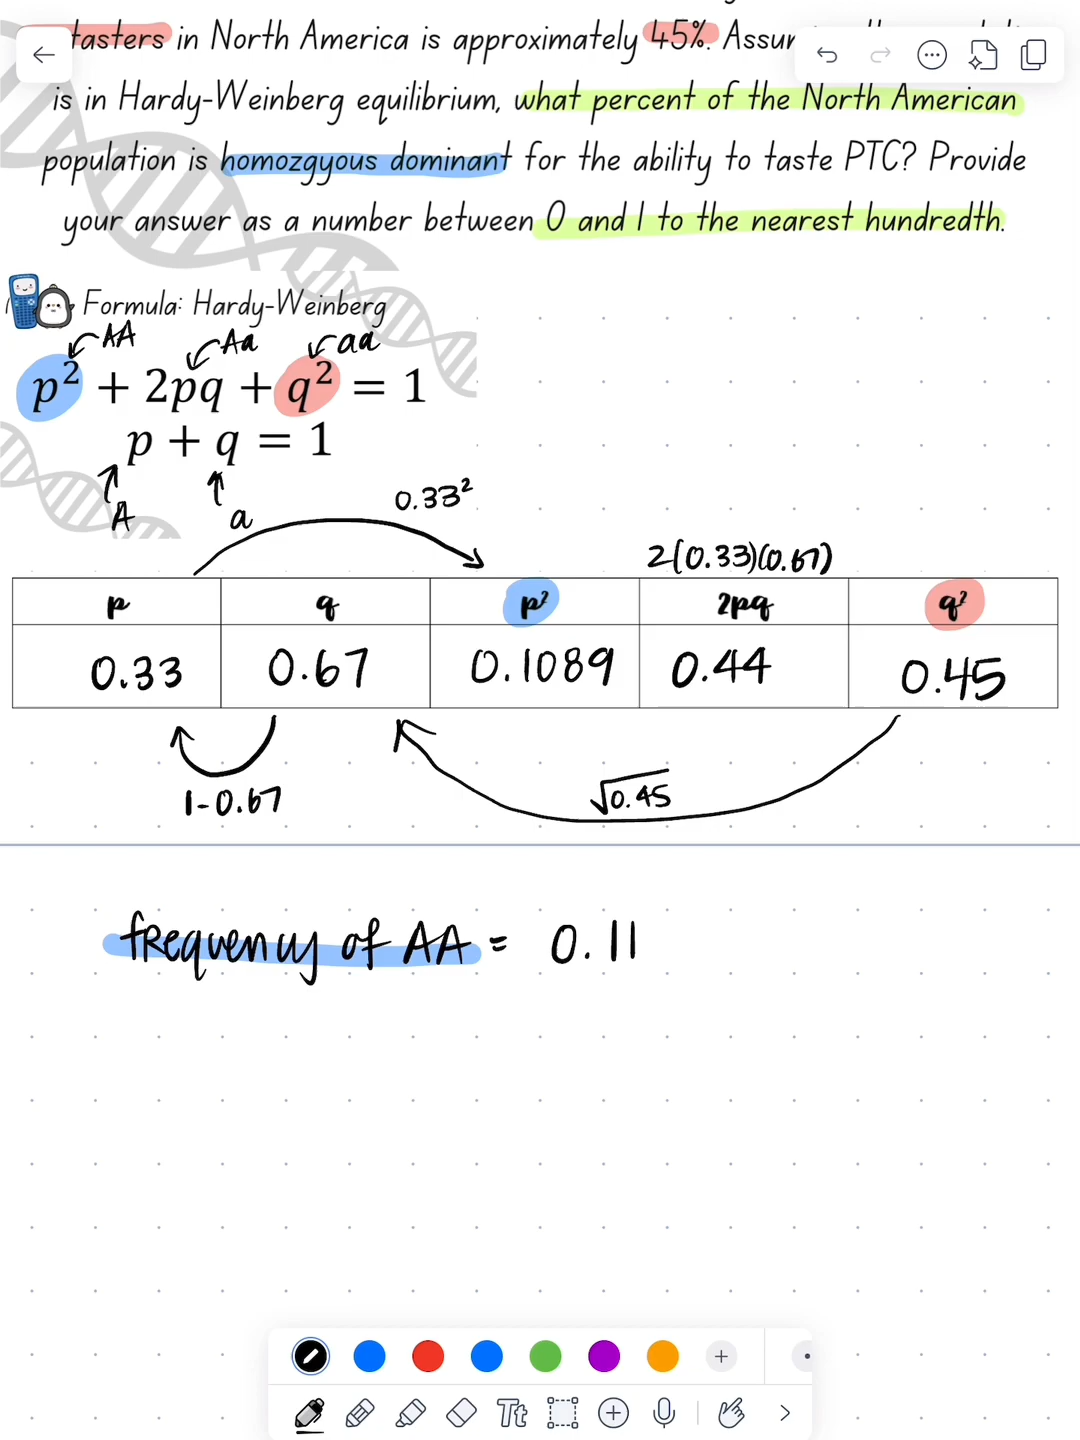 tasters in North America is approximately 45%.
is in Hardy-Weinberg equilibrium, what percent of the North American
population is homozgyous dominant for the ability to taste PTC? Provide
your answer as a number between 0 and 1 to the nearest hundredth.
Formula: Hardy-Weinberg
AA Aa aa
p² + 2pq + q² = 1
p + q = 1
A a
0.33²
2(0.33)(0.67)
p q p² 2pq q²
0.33 0.67 0.1089 0.44 0.45
1-0.67
√0.45
frequency of AA = 0.11
Tt